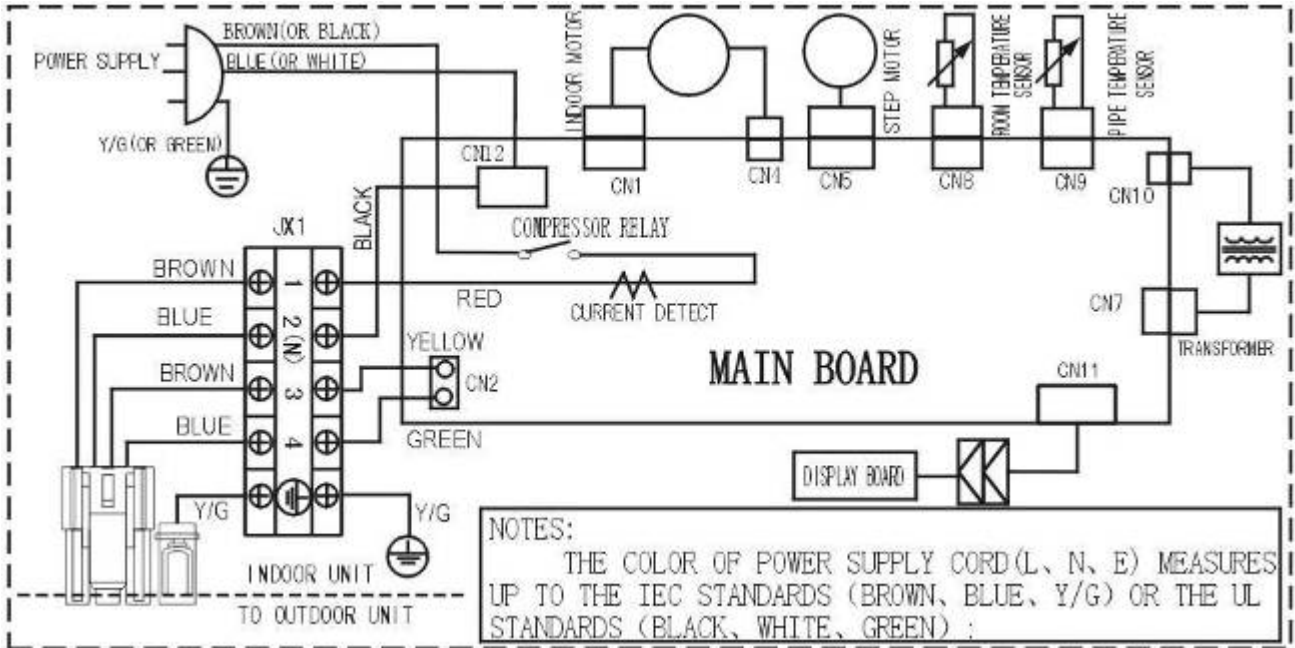 BROWN(OR BLACK)
POWER SUPPLY
BLUE(OR WHITE)
Y/G(OR GREEN)
INDOOR MOTOR
STEP MOTOR
ROOM TEMPERATURE
SENSOR
PIPE TEMPERATURE
SENSOR
CN12
CN1
CN4
CN5
CN8
CN9
CN10
BLACK
JX1
COMPRESSOR RELAY
BROWN
1
RED
CURRENT DETECT
CN7
TRANSFORMER
BLUE
2(N)
YELLOW
MAIN BOARD
BROWN
3
CN2
CN11
BLUE
4
GREEN
DISPLAY BOARD
Y/G
Y/G
INDOOR UNIT
TO OUTDOOR UNIT
NOTES:
THE COLOR OF POWER SUPPLY CORD(L、N、E) MEASURES
UP TO THE IEC STANDARDS (BROWN、BLUE、Y/G) OR THE UL
STANDARDS (BLACK、WHITE、GREEN) ;